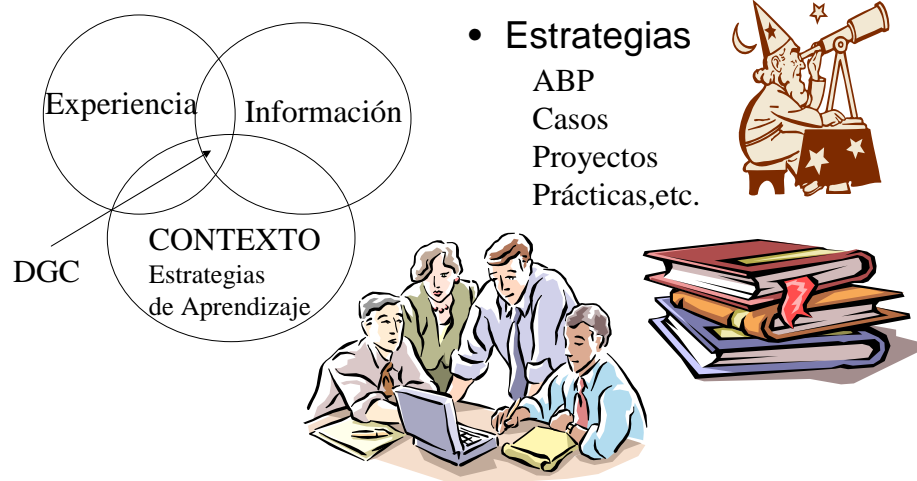 Experiencia
Información
CONTEXTO
Estrategias
de Aprendizaje
DGC
• Estrategias
ABP
Casos
Proyectos
Prácticas,etc.